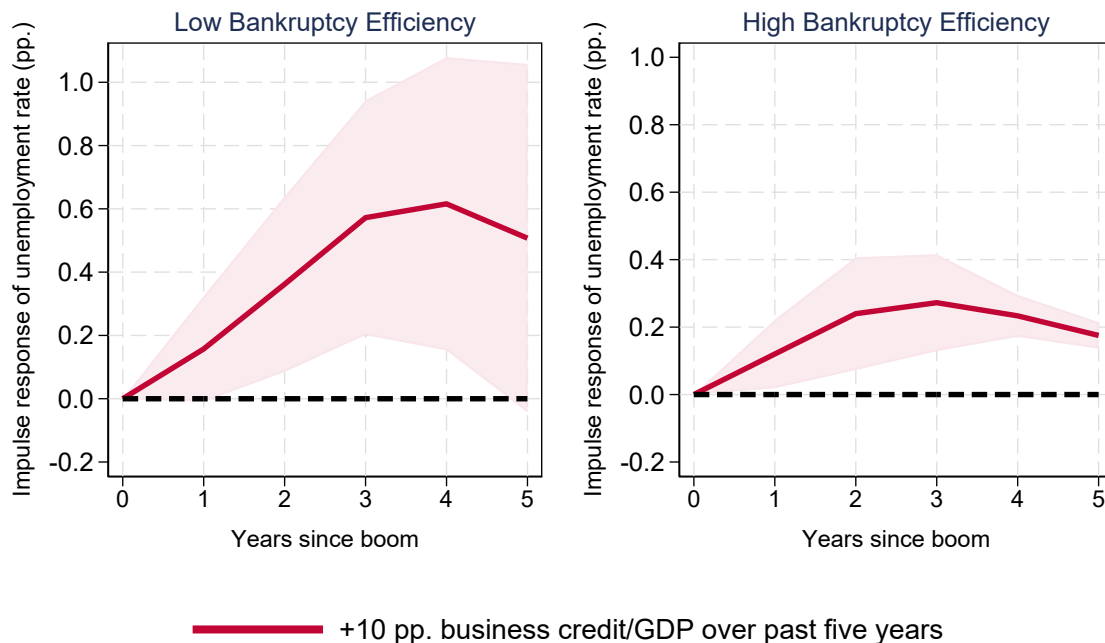 Low Bankruptcy Efficiency
Impulse response of unemployment rate (pp.)
1.0
0.8
0.6
0.4
0.2
0.0
-0.2
0 1 2 3 4 5
Years since boom
High Bankruptcy Efficiency
Impulse response of unemployment rate (pp.)
1.0
0.8
0.6
0.4
0.2
0.0
-0.2
0 1 2 3 4 5
Years since boom
+10 pp. business credit/GDP over past five years